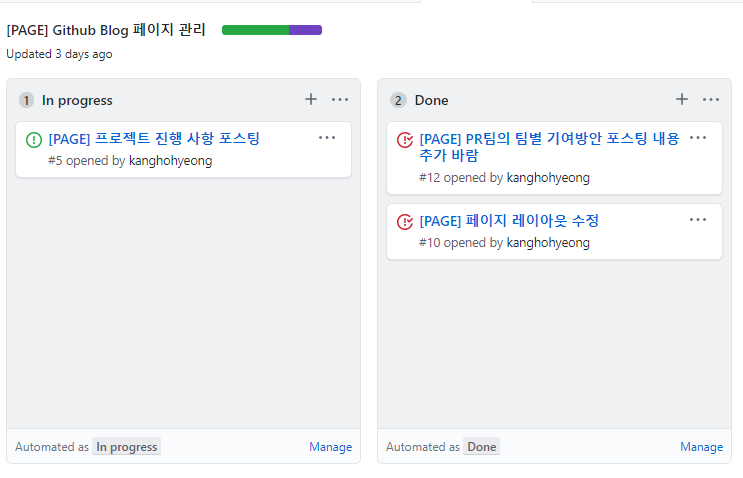 [PAGE] Github Blog 페이지 관리
Updated 3 days ago
1 In progress
[PAGE] 프로젝트 진행 사항 포스팅
#5 opened by kanghohyeong
Automated as In progress Manage
2 Done
[PAGE] PR팀의 팀별 기여방안 포스팅 내용
추가 바람
#12 opened by kanghohyeong
[PAGE] 페이지 레이아웃 수정
#10 opened by kanghohyeong
Automated as Done Manage